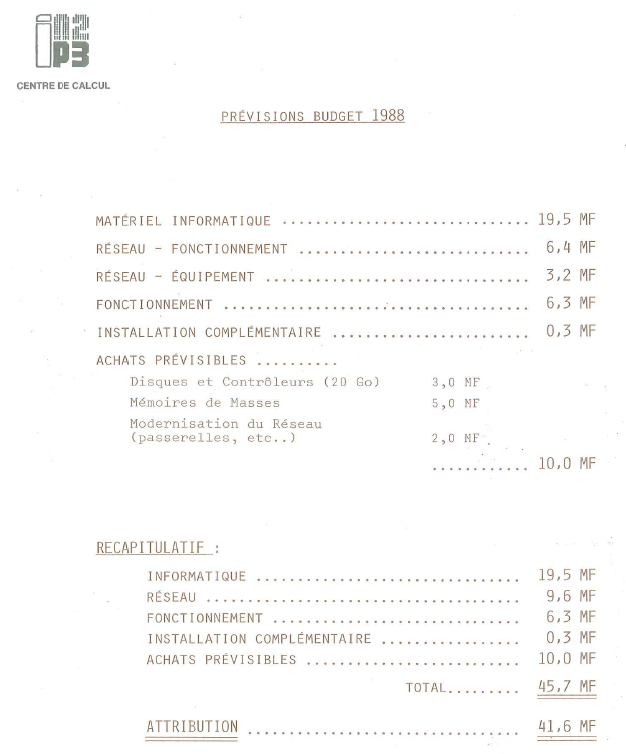 in2p3
CENTRE DE CALCUL
PRÉVISIONS BUDGET 1988
MATÉRIEL INFORMATIQUE .............................. 19,5 MF
RÉSEAU - FONCTIONNEMENT ............................ 6,4 MF
RÉSEAU - ÉQUIPEMENT ................................ 3,2 MF
FONCTIONNEMENT ..................................... 6,3 MF
INSTALLATION COMPLÉMENTAIRE ........................ 0,3 MF
ACHATS PRÉVISIBLES ..........
Disques et Contrôleurs (20 Go) 3,0 MF
Mémoires de Masses 5,0 MF
Modernisation du Réseau
(passerelles, etc..) 2,0 MF
............ 10,0 MF
RECAPITULATIF :
INFORMATIQUE ................................ 19,5 MF
RÉSEAU ...................................... 9,6 MF
FONCTIONNEMENT .............................. 6,3 MF
INSTALLATION COMPLÉMENTAIRE ................. 0,3 MF
ACHATS PRÉVISIBLES .......................... 10,0 MF
TOTAL......... 45,7 MF
ATTRIBUTION ................................. 41,6 MF